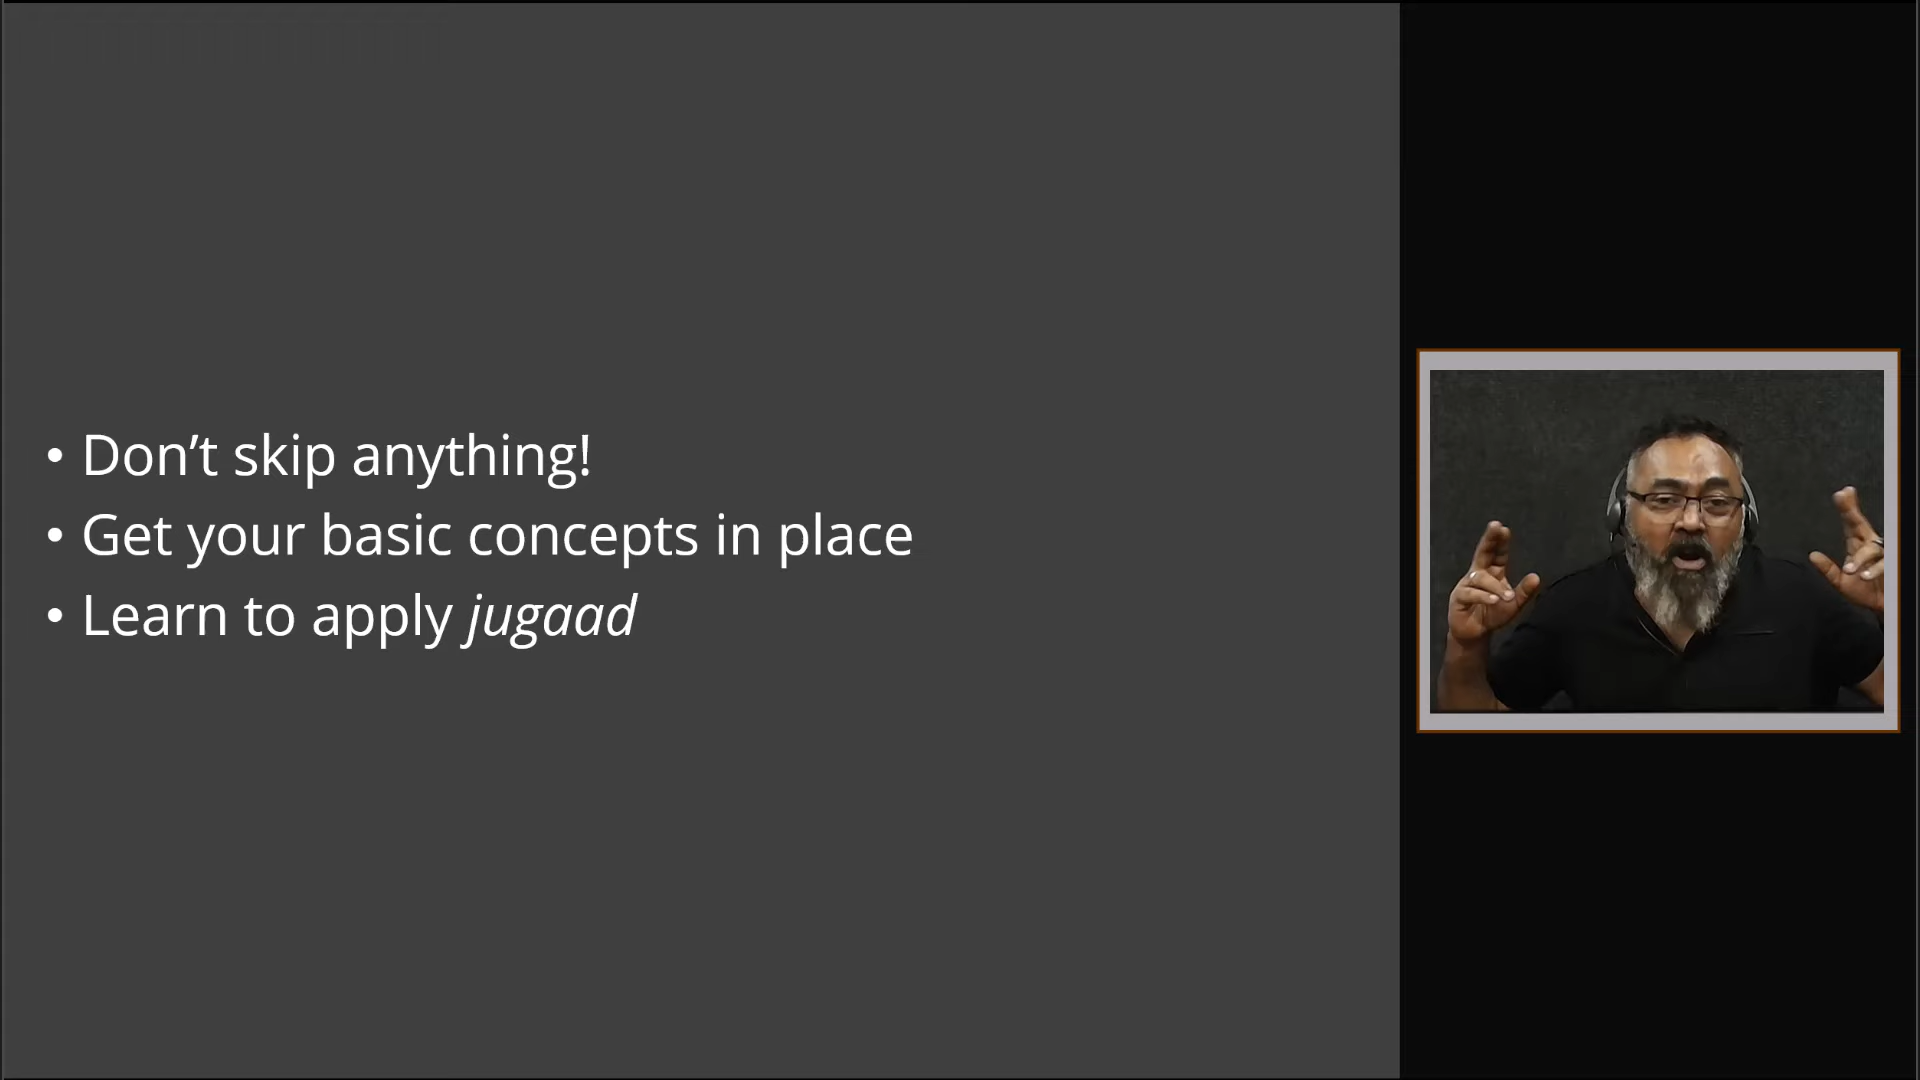 • Don’t skip anything!
• Get your basic concepts in place
• Learn to apply jugaad